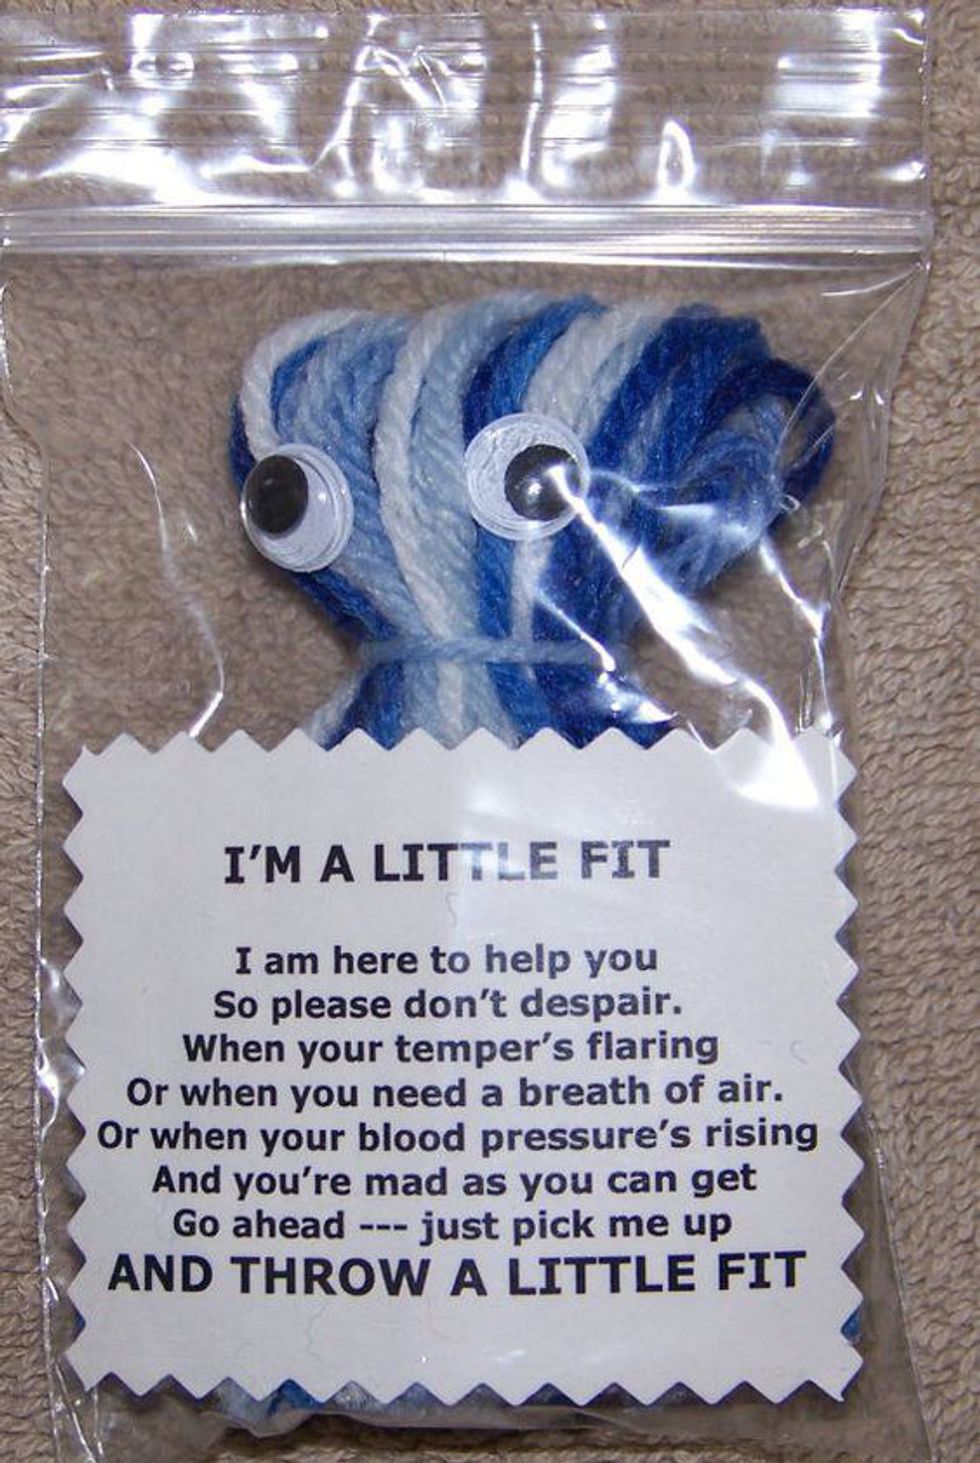 I'M A LITTLE FIT
I am here to help you
So please don't despair.
When your temper's flaring
Or when you need a breath of air.
Or when your blood pressure's rising
And you're mad as you can get
Go ahead --- just pick me up
AND THROW A LITTLE FIT